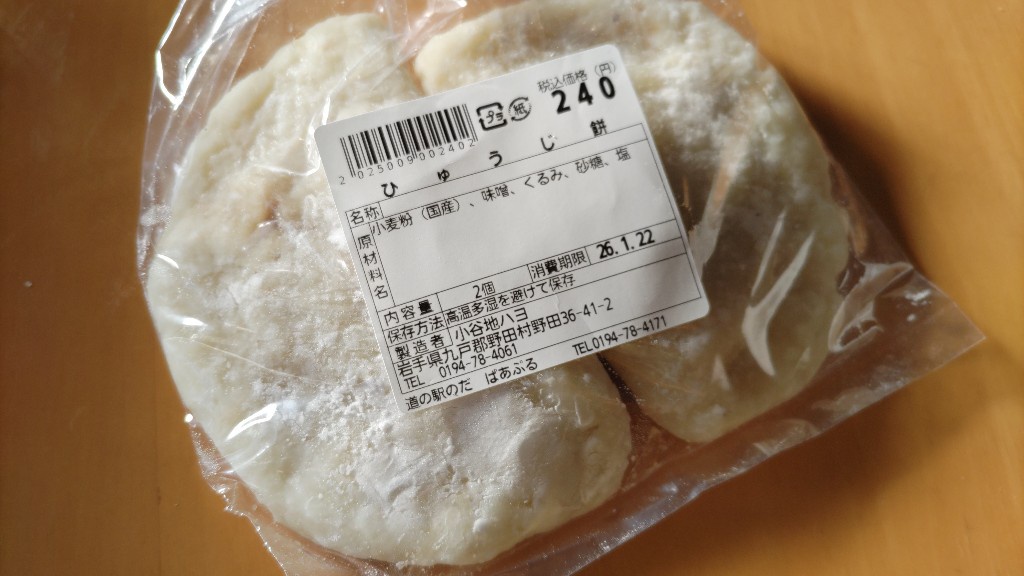 税込価格(円)
プラ 紙 240
2025009002402
ひゅうじ餅
名称
原材料名 小麦粉(国産)、味噌、くるみ、砂糖、塩
内容量 2個 消費期限 26.1.22
保存方法 高温多湿を避けて保存
製造者 小谷地ハヨ
岩手県九戸郡野田村野田36-41-2
TEL 0194-78-4061
道の駅のだ ぱあぷる TEL0194-78-4171